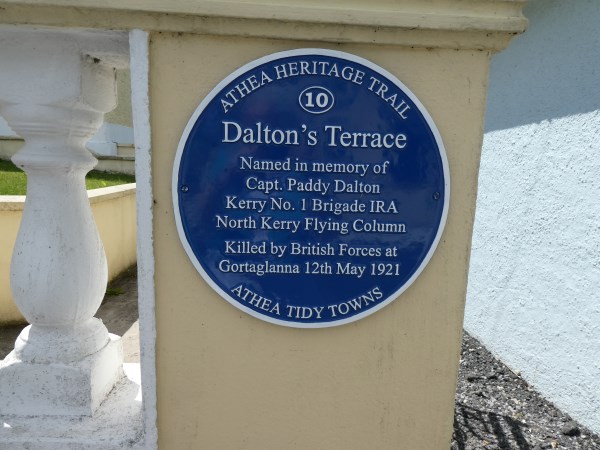 ATHEA HERITAGE TRAIL
10
Dalton's Terrace
Named in memory of
Capt. Paddy Dalton
Kerry No. 1 Brigade IRA
North Kerry Flying Column
Killed by British Forces at
Gortaglanna 12th May 1921
ATHEA TIDY TOWNS